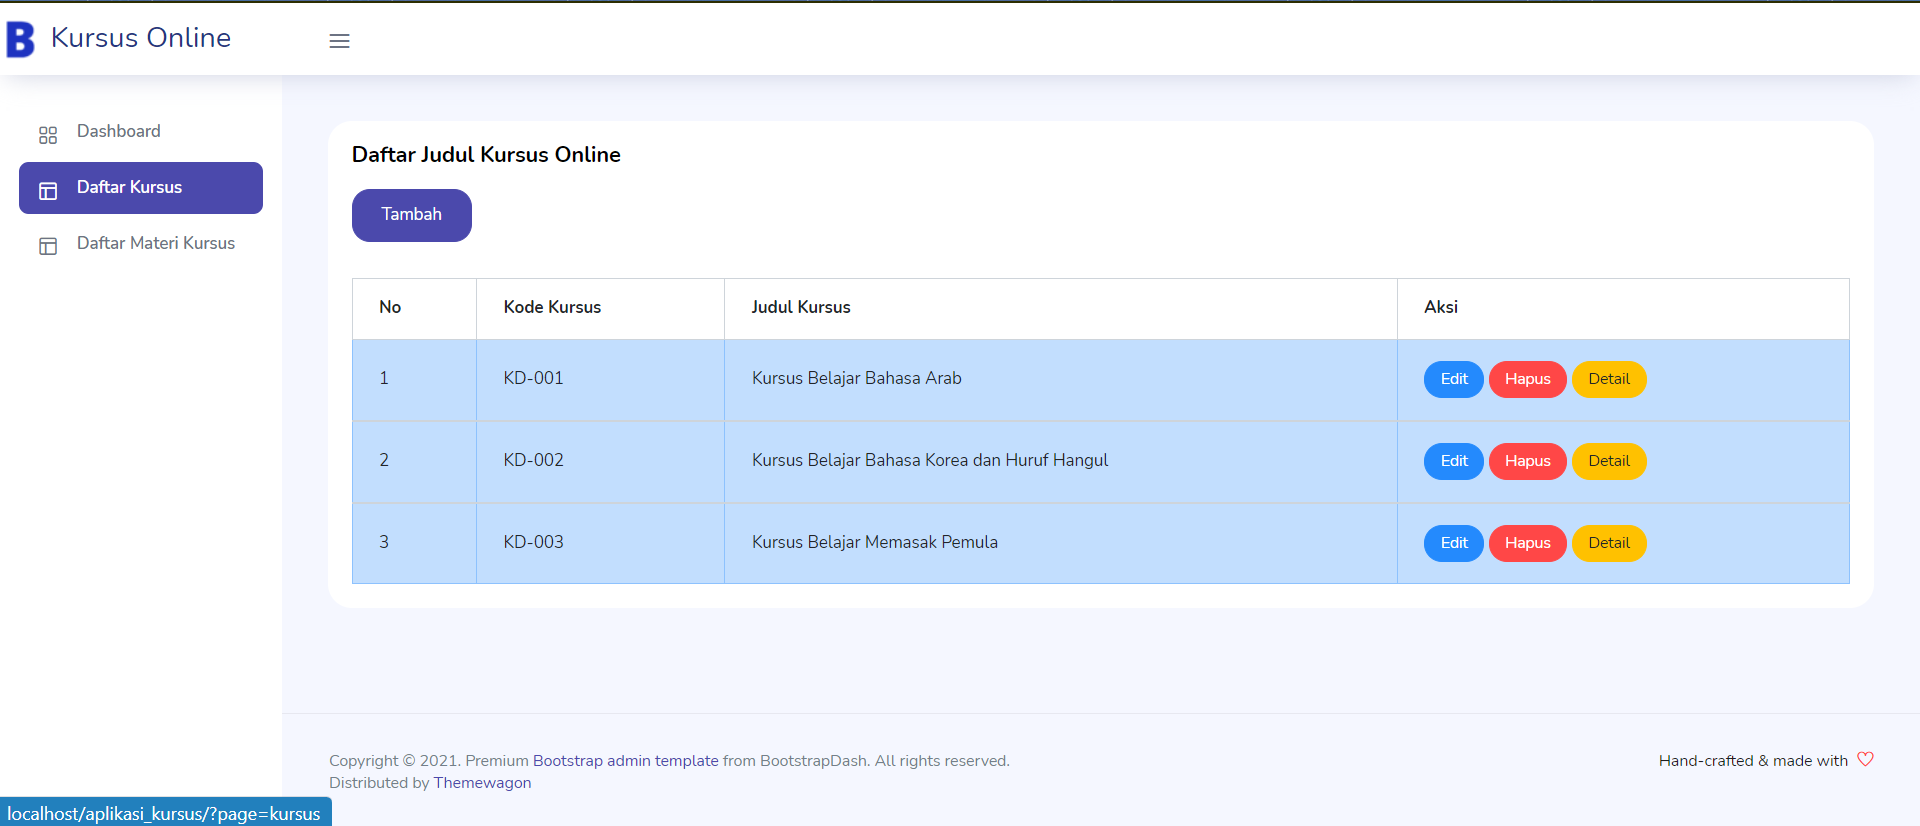 B Kursus Online
Dashboard
Daftar Kursus
Daftar Materi Kursus
Daftar Judul Kursus Online
Tambah
No Kode Kursus Judul Kursus Aksi
1 KD-001 Kursus Belajar Bahasa Arab Edit Hapus Detail
2 KD-002 Kursus Belajar Bahasa Korea dan Huruf Hangul Edit Hapus Detail
3 KD-003 Kursus Belajar Memasak Pemula Edit Hapus Detail
Copyright © 2021. Premium Bootstrap admin template from BootstrapDash. All rights reserved. Hand-crafted & made with
Distributed by Themewagon
localhost/aplikasi_kursus/?page=kursus